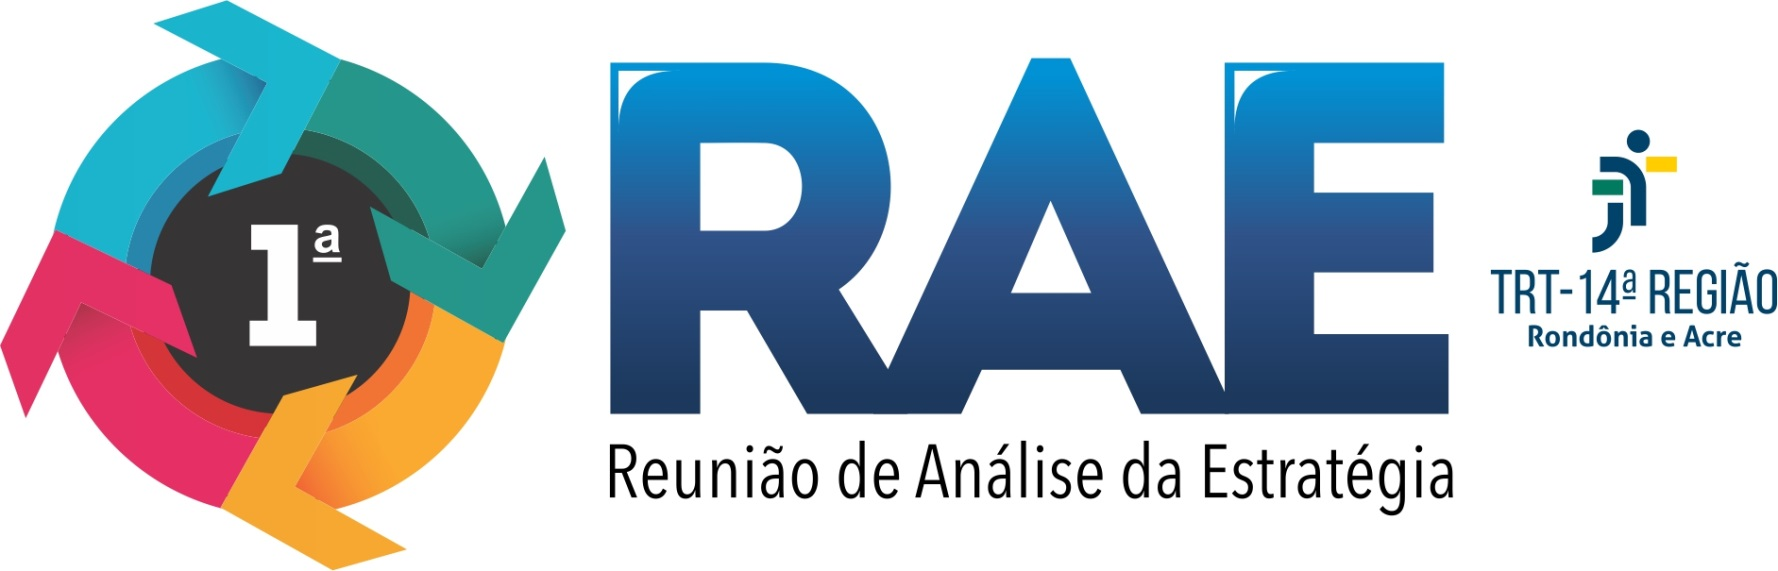 1ª
RAE
Reunião de Análise da Estratégia
TRT-14ª REGIÃO
Rondônia e Acre